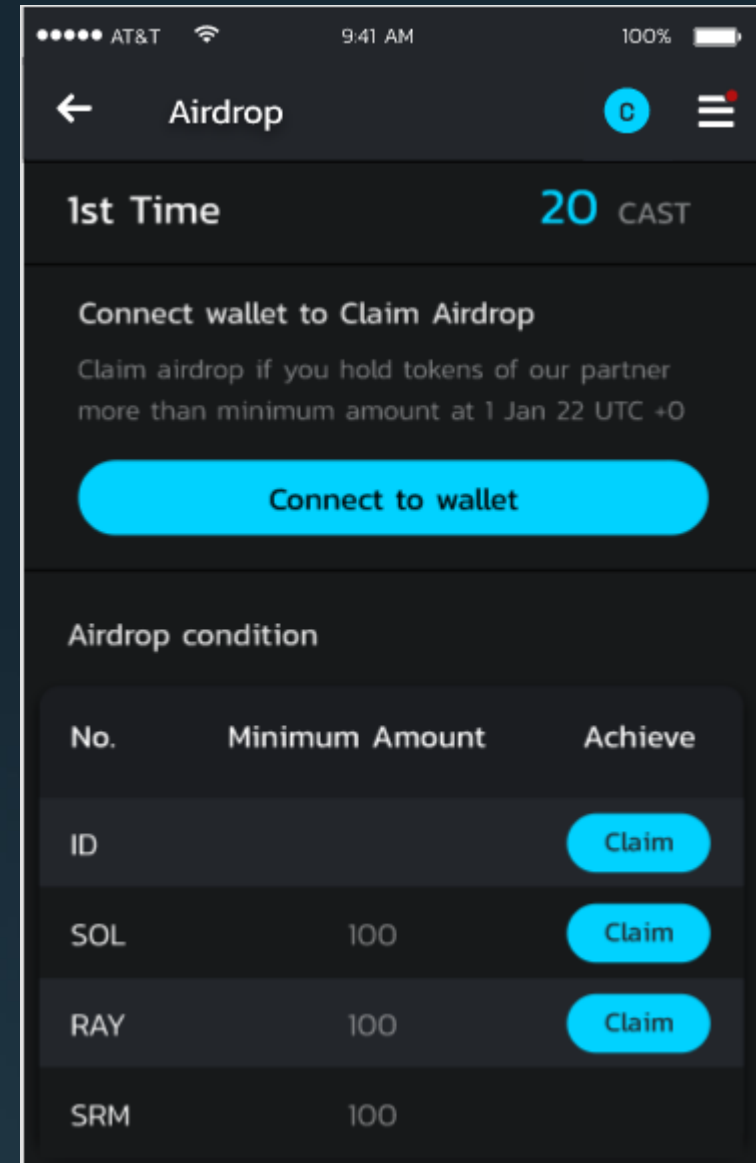 AT&T 9:41 AM 100%
Airdrop C
1st Time 20 CAST
Connect wallet to Claim Airdrop
Claim airdrop if you hold tokens of our partner
more than minimum amount at 1 Jan 22 UTC +0
Connect to wallet
Airdrop condition
No. Minimum Amount Achieve
ID Claim
SOL 100 Claim
RAY 100 Claim
SRM 100